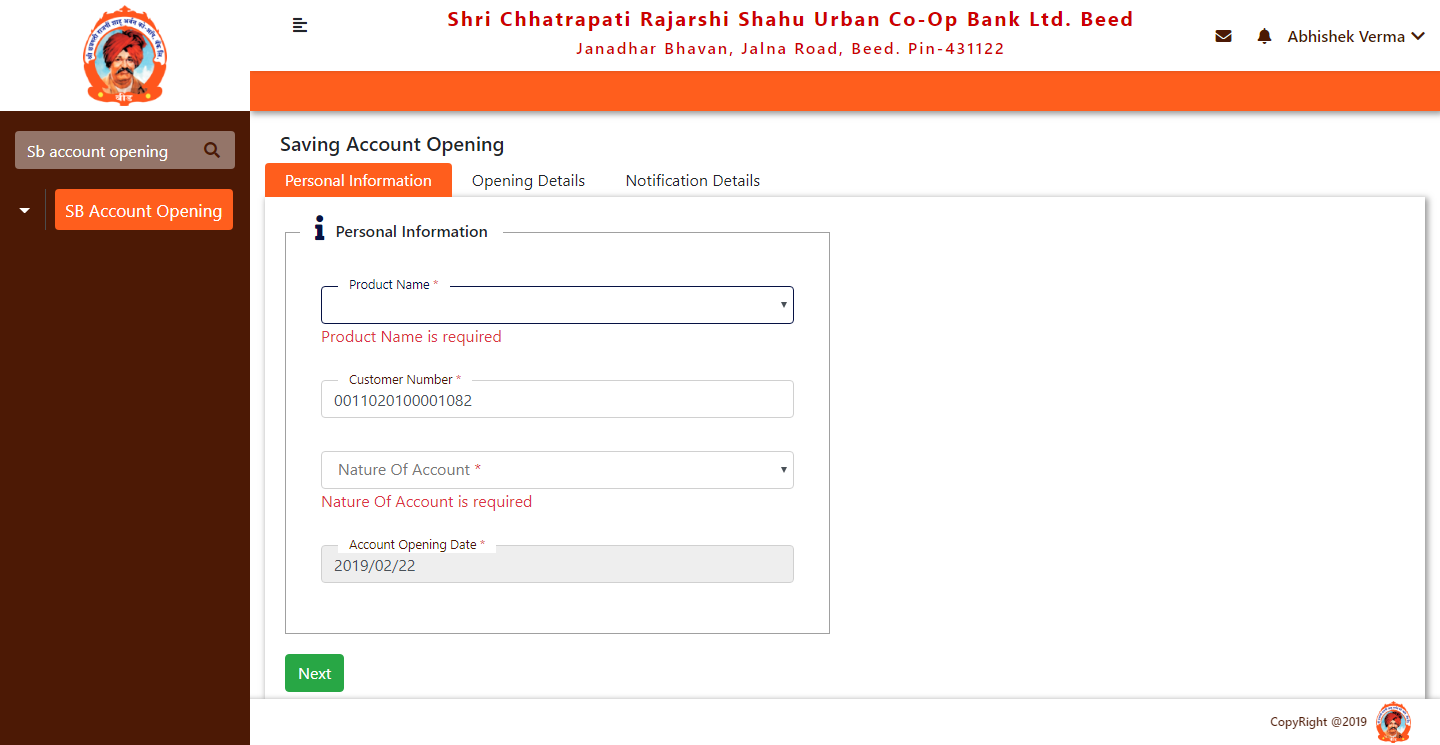 Shri Chhatrapati Rajarshi Shahu Urban Co-Op Bank Ltd. Beed
Janadhar Bhavan, Jalna Road, Beed. Pin-431122
Abhishek Verma
बीड
Sb account opening
SB Account Opening
Saving Account Opening
Personal Information
Opening Details
Notification Details
Personal Information
Product Name *
Product Name is required
Customer Number *
0011020100001082
Nature Of Account *
Nature Of Account is required
Account Opening Date *
2019/02/22
Next
CopyRight @2019